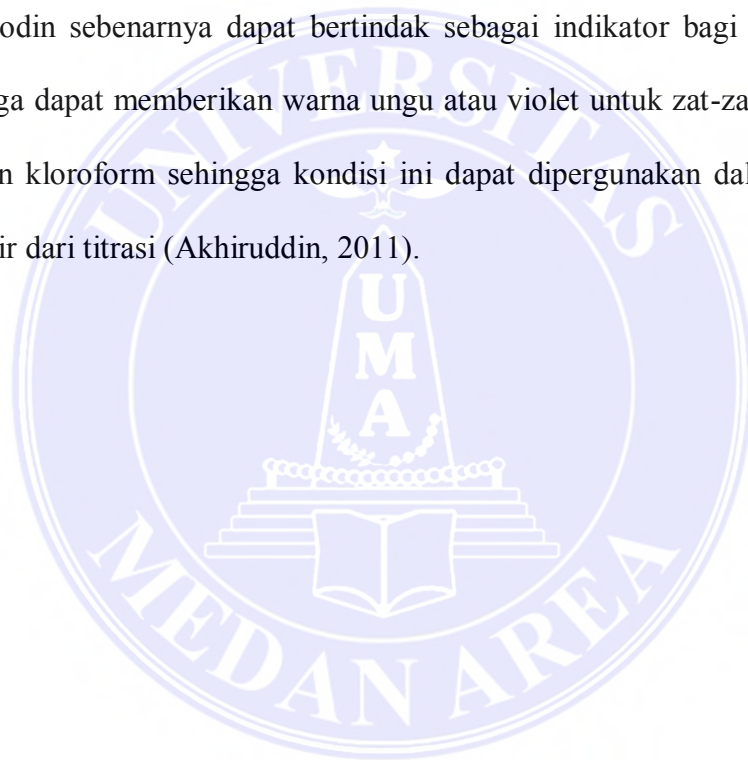 odin sebenarnya dapat bertindak sebagai indikator bagi
ga dapat memberikan warna ungu atau violet untuk zat-za
n kloroform sehingga kondisi ini dapat dipergunakan dal
ir dari titrasi (Akhiruddin, 2011).
UNIVERSITAS
UMA
MEDAN AREA